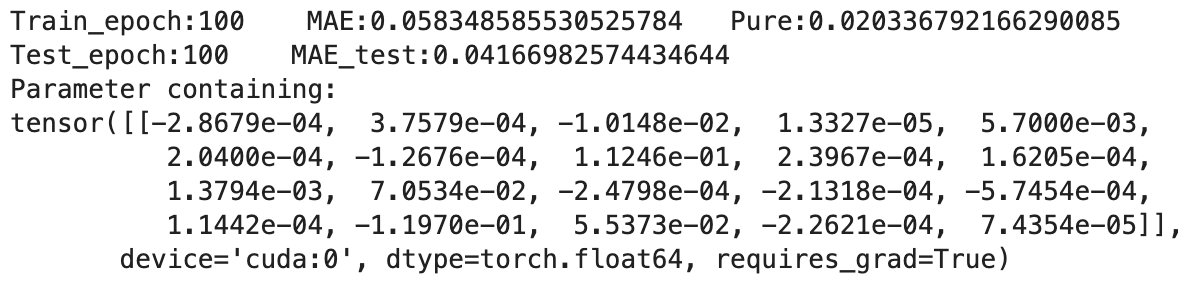 Train_epoch:100    MAE:0.058348585530525784   Pure:0.020336792166290085
Test_epoch:100    MAE_test:0.04166982574434644
Parameter containing:
tensor([[-2.8679e-04,  3.7579e-04, -1.0148e-02,  1.3327e-05,  5.7000e-03,
          2.0400e-04, -1.2676e-04,  1.1246e-01,  2.3967e-04,  1.6205e-04,
          1.3794e-03,  7.0534e-02, -2.4798e-04, -2.1318e-04, -5.7454e-04,
          1.1442e-04, -1.1970e-01,  5.5373e-02, -2.2621e-04,  7.4354e-05]],
       device='cuda:0', dtype=torch.float64, requires_grad=True)